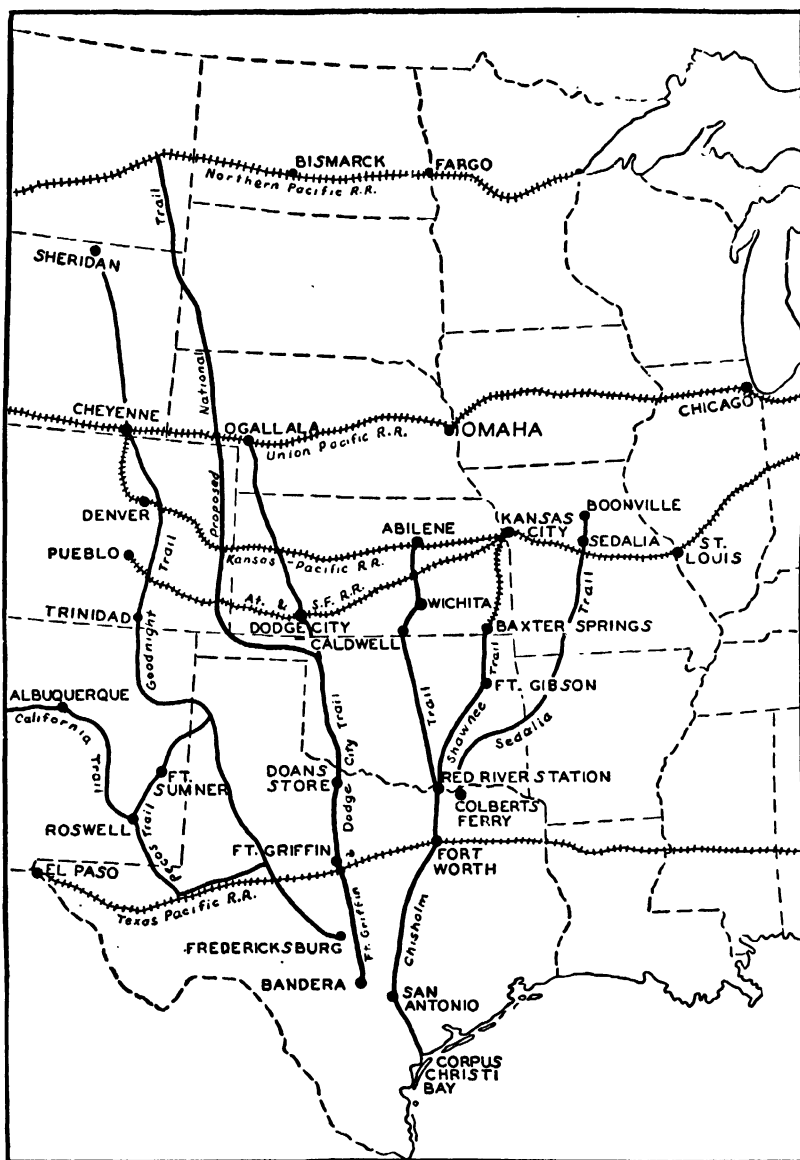 BISMARCK
FARGO
Northern Pacific R.R.
Trail
SHERIDAN
National
CHEYENNE
OGALLALA
Union Pacific R.R.
OMAHA
CHICAGO
Proposed
DENVER
ABILENE
KANSAS
CITY
BOONVILLE
SEDALIA
ST.
LOUIS
PUEBLO
Kansas-Pacific R.R.
Trail
At. & S.F. R.R.
WICHITA
Trail
TRINIDAD
DODGE CITY
CALDWELL
BAXTER SPRINGS
Goodnight
Trail
FT. GIBSON
ALBUQUERQUE
California
Trail
Trail
Trail
Shawnee
Sedalia
FT.
SUMNER
DOANS
STORE
RED RIVER STATION
COLBERTS
FERRY
ROSWELL
Pecos Trail
Ft. Griffin & Dodge City
FT. GRIFFIN
FORT
WORTH
EL PASO
Texas Pacific R.R.
Chisholm
FREDERICKSBURG
BANDERA
SAN
ANTONIO
CORPUS
CHRISTI
BAY